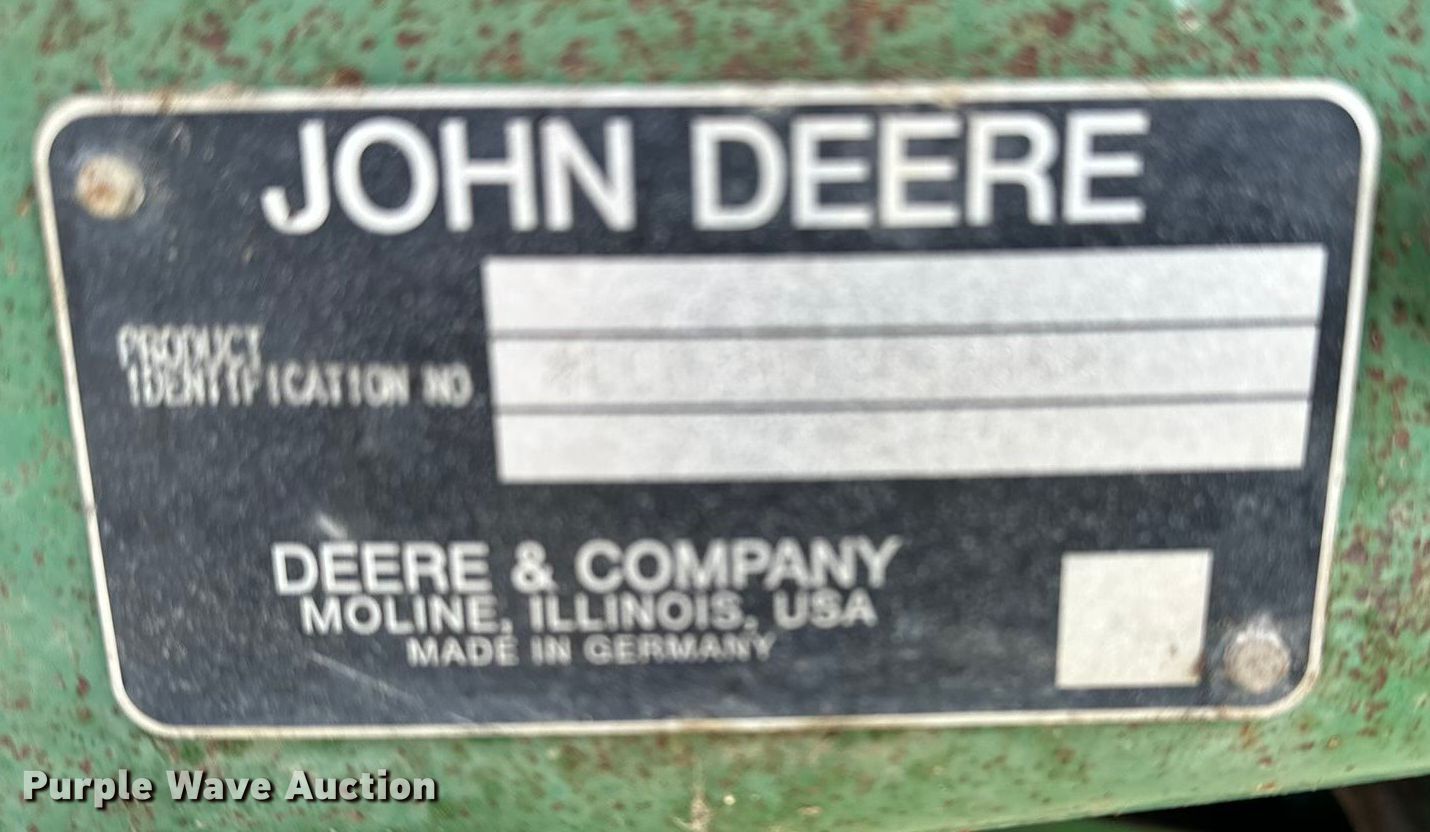 JOHN DEERE
PRODUCT
IDENTIFICATION NO
DEERE & COMPANY
MOLINE, ILLINOIS, USA
MADE IN GERMANY
Purple Wave Auction